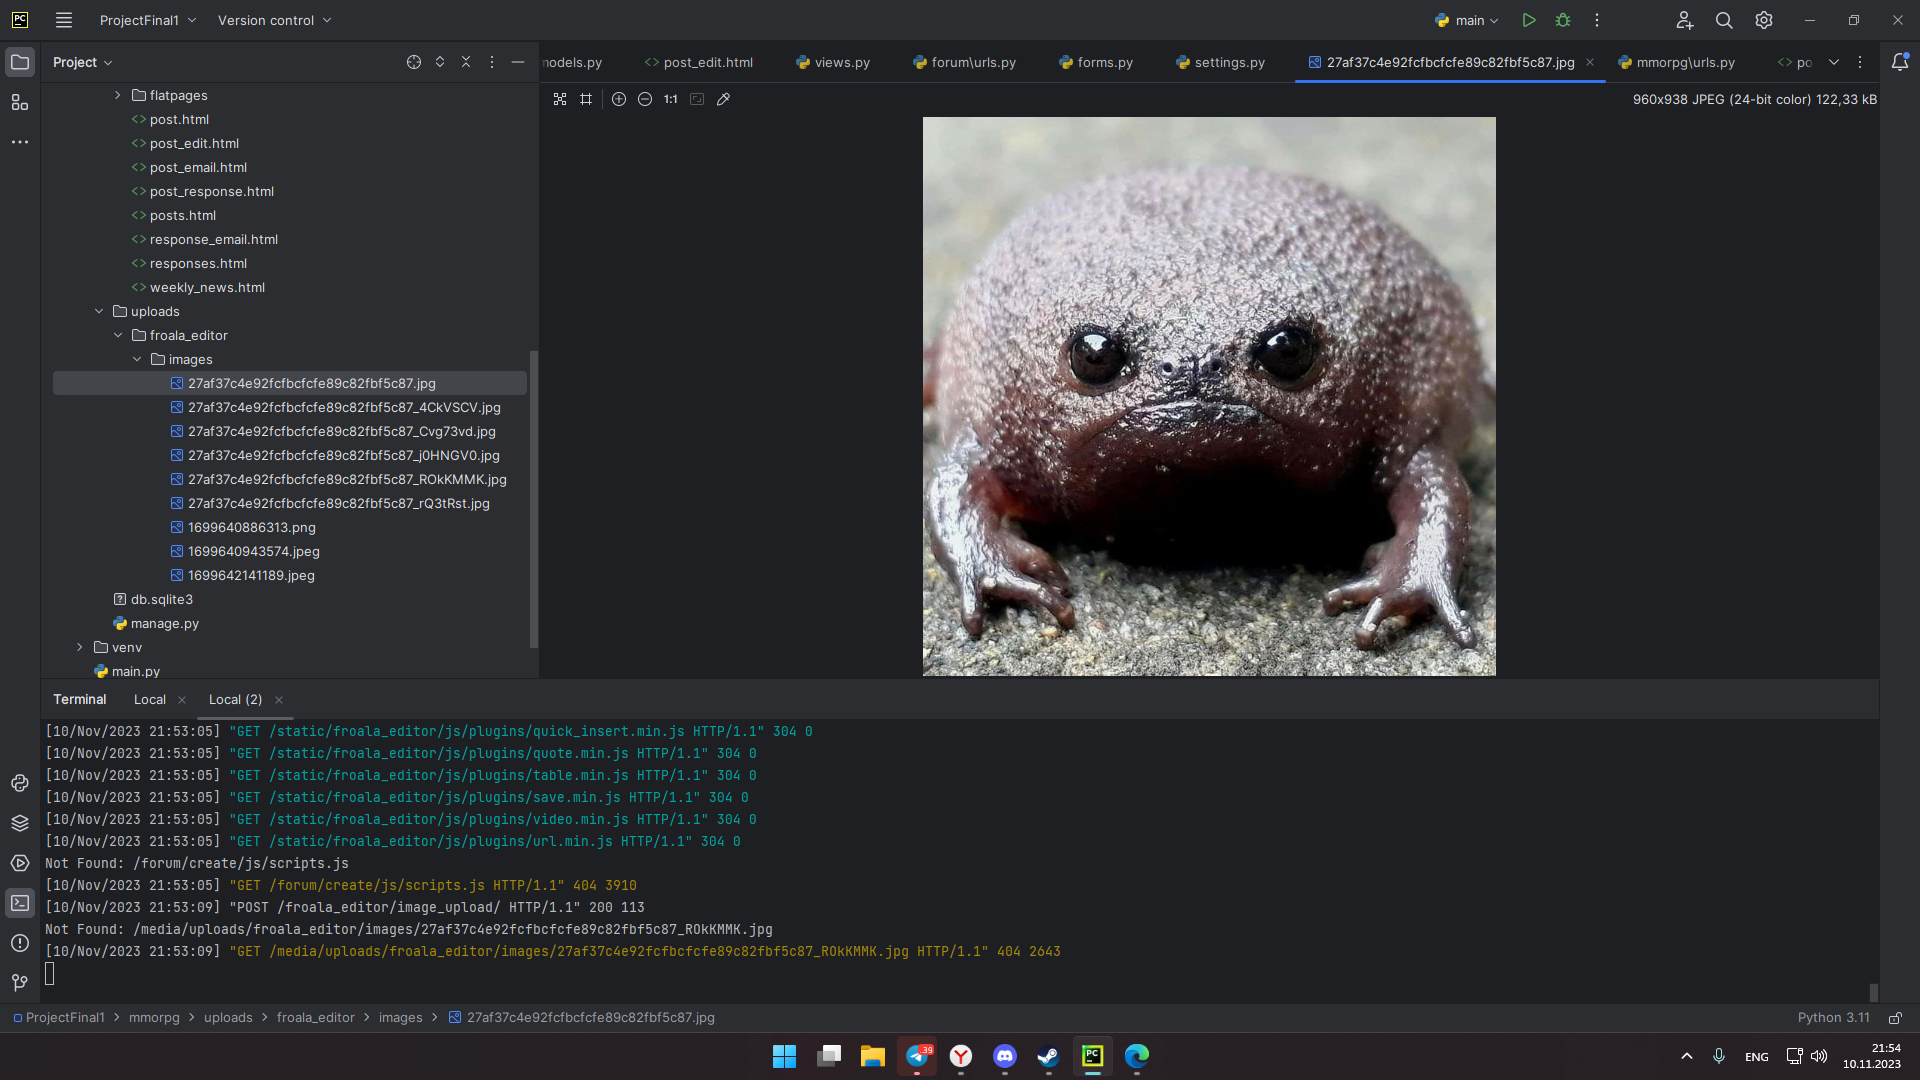 PC
ProjectFinal1
Version control
main
Project
nodels.py
post_edit.html
views.py
forum\urls.py
forms.py
settings.py
27af37c4e92fcfbcfcfe89c82fbf5c87.jpg
mmorpg\urls.py
po
1:1
960x938 JPEG (24-bit color) 122,33 kB
flatpages
post.html
post_edit.html
post_email.html
post_response.html
posts.html
response_email.html
responses.html
weekly_news.html
uploads
froala_editor
images
27af37c4e92fcfbcfcfe89c82fbf5c87.jpg
27af37c4e92fcfbcfcfe89c82fbf5c87_4CkVSCV.jpg
27af37c4e92fcfbcfcfe89c82fbf5c87_Cvg73vd.jpg
27af37c4e92fcfbcfcfe89c82fbf5c87_j0HNGV0.jpg
27af37c4e92fcfbcfcfe89c82fbf5c87_ROkKMMK.jpg
27af37c4e92fcfbcfcfe89c82fbf5c87_rQ3tRst.jpg
1699640886313.png
1699640943574.jpeg
1699642141189.jpeg
db.sqlite3
manage.py
venv
main.py
Terminal
Local
Local (2)
[10/Nov/2023 21:53:05] "GET /static/froala_editor/js/plugins/quick_insert.min.js HTTP/1.1" 304 0
[10/Nov/2023 21:53:05] "GET /static/froala_editor/js/plugins/quote.min.js HTTP/1.1" 304 0
[10/Nov/2023 21:53:05] "GET /static/froala_editor/js/plugins/table.min.js HTTP/1.1" 304 0
[10/Nov/2023 21:53:05] "GET /static/froala_editor/js/plugins/save.min.js HTTP/1.1" 304 0
[10/Nov/2023 21:53:05] "GET /static/froala_editor/js/plugins/video.min.js HTTP/1.1" 304 0
[10/Nov/2023 21:53:05] "GET /static/froala_editor/js/plugins/url.min.js HTTP/1.1" 304 0
Not Found: /forum/create/js/scripts.js
[10/Nov/2023 21:53:05] "GET /forum/create/js/scripts.js HTTP/1.1" 404 3910
[10/Nov/2023 21:53:09] "POST /froala_editor/image_upload/ HTTP/1.1" 200 113
Not Found: /media/uploads/froala_editor/images/27af37c4e92fcfbcfcfe89c82fbf5c87_ROkKMMK.jpg
[10/Nov/2023 21:53:09] "GET /media/uploads/froala_editor/images/27af37c4e92fcfbcfcfe89c82fbf5c87_ROkKMMK.jpg HTTP/1.1" 404 2643
ProjectFinal1 > mmorpg > uploads > froala_editor > images > 27af37c4e92fcfbcfcfe89c82fbf5c87.jpg
Python 3.11
39
PC
ENG
21:54
10.11.2023